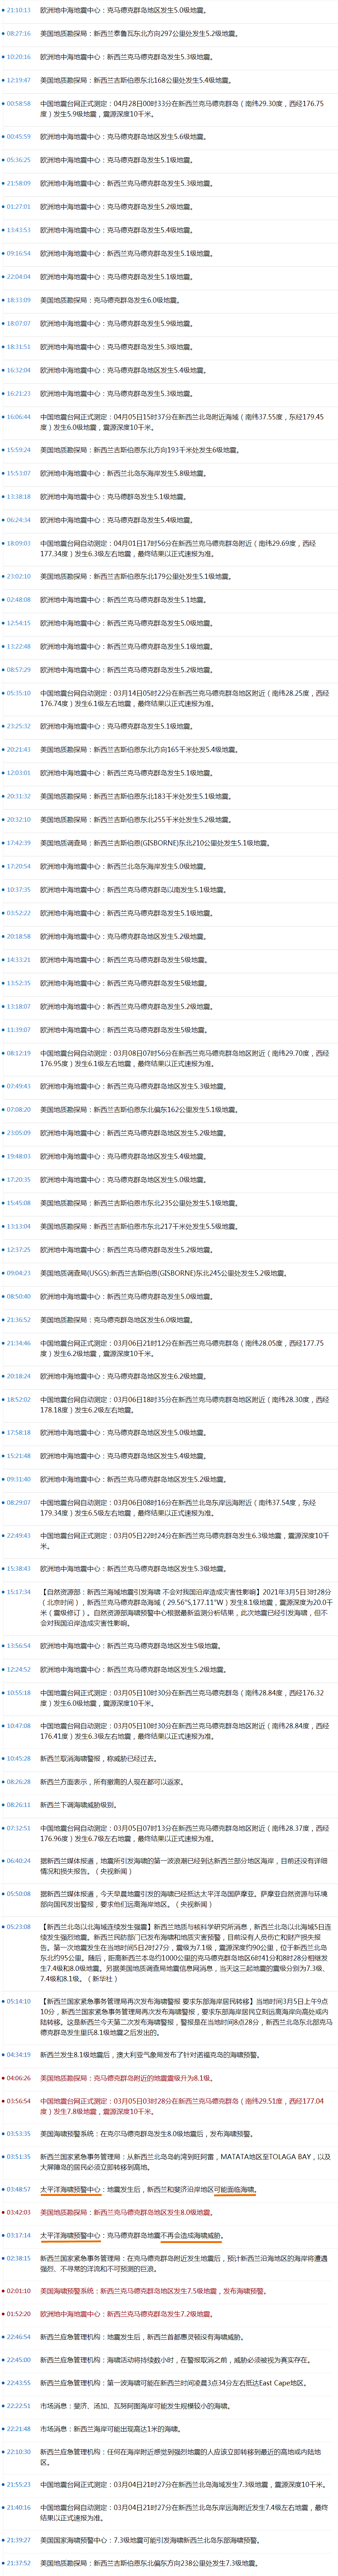 21:10:13 欧洲地中海地震中心：克马德克群岛地区发生5.0级地震。
08:27:16 美国地质勘探局：新西兰泰鲁瓦东北方向297公里处发生5.2级地震。
10:20:16 欧洲地中海地震中心：新西兰克马德克群岛发生5.3级地震。
12:19:47 美国地质勘探局：新西兰吉斯伯恩东北168公里处发生5.4级地震。
00:58:58 中国地震台网正式测定：04月28日00时33分在新西兰克马德克群岛（南纬29.30度，西经176.75
度）发生5.9级地震，震源深度10千米。
00:45:59 欧洲地中海地震中心：新西兰克马德克群岛发生5.6级地震。
05:36:25 欧洲地中海地震中心：新西兰克马德克群岛发生5.1级地震。
21:58:09 欧洲地中海地震中心：新西兰克马德克群岛发生5.3级地震。
01:27:01 欧洲地中海地震中心：克马德克群岛发生5.2级地震。
13:43:53 欧洲地中海地震中心：克马德克群岛发生5.4级地震。
09:16:54 欧洲地中海地震中心：新西兰克马德克群岛发生5.1级地震。
22:04:04 欧洲地中海地震中心：克马德克群岛发生5.1级地震。
18:33:09 美国地质勘探局：克马德克群岛发生6.0级地震。
18:07:07 欧洲地中海地震中心：克马德克群岛发生5.9级地震。
18:31:51 欧洲地中海地震中心：克马德克群岛发生5.3级地震。
16:32:04 欧洲地中海地震中心：克马德克群岛地区发生5.4级地震。
16:21:23 欧洲地中海地震中心：克马德克群岛发生5.3级地震。
16:06:44 中国地震台网正式测定：04月05日15时37分在新西兰北岛附近海域（南纬37.55度，东经179.45
度）发生6.0级地震，震源深度10千米。
15:59:24 美国地质勘探局：新西兰吉斯伯恩东北方向193千米处发生6级地震。
15:53:07 欧洲地中海地震中心：新西兰北岛东海岸发生5.8级地震。
13:38:18 欧洲地中海地震中心：克马德群岛发生5.1级地震。
06:24:34 欧洲地中海地震中心：克马德克群岛发生5.4级地震。
18:09:03 中国地震台网自动测定：04月01日17时56分在新西兰克马德克群岛附近（南纬29.69度，西经
177.34度）发生6.3级左右地震，最终结果以正式速报为准。
23:02:10 美国地质勘探局：新西兰吉斯伯恩东北179公里处发生5.1级地震。
02:48:08 欧洲地中海地震中心：新西兰克马德克群岛发生5.1地震。
12:54:15 欧洲地中海地震中心：新西兰克马德克群岛发生5.0级地震。
13:22:48 欧洲地中海地震中心：新西兰克马德克群岛发生5.1级地震。
08:57:29 欧洲地中海地震中心：新西兰克马德克群岛发生5.2级地震。
05:35:10 中国地震台网自动测定：03月14日05时22分在新西兰克马德克群岛地区附近（南纬28.25度，西经
176.74度）发生6.1级左右地震，最终结果以正式速报为准。
23:25:32 欧洲地中海地震中心：克马德克群岛发生5.1级地震。
20:21:43 美国地质勘探局：新西兰吉斯伯恩东北方向165千米处发5.4级地震。
12:03:01 欧洲地中海地震中心：新西兰克马德克群岛发生5.1级地震。
20:31:32 美国地质勘探局：新西兰吉斯伯恩东北183千米处发生5.1级地震。
20:32:10 美国地质勘探局：新西兰吉斯伯恩东北255千米处发生5.2级地震。
17:42:39 美国地质调查局：新西兰吉斯伯恩(GISBORNE)东北210公里处发生5.1级地震。
17:20:54 欧洲地中海地震中心：新西兰北岛东海岸发生5.0级地震。
10:37:35 欧洲地中海地震中心：新西兰克马德克群岛以南发生5.1级地震。
03:52:22 欧洲地中海地震中心：新西兰克马德克群岛发生5.1级地震。
20:18:58 欧洲地中海地震中心：克马德克群岛地区发生5.2级地震。
14:33:21 欧洲地中海地震中心：新西兰克马德克群岛发生5级地震。
13:52:35 欧洲地中海地震中心：新西兰克马德克群岛发生5级地震。
13:18:07 欧洲地中海地震中心：新西兰克马德克群岛发生5.2级地震。
11:39:07 欧洲地中海地震中心：新西兰克马德克群岛发生5级地震。
08:12:19 中国地震台网自动测定：03月08日07时56分在新西兰克马德克群岛地区附近（南纬29.70度，西经
176.95度）发生6.1级左右地震，最终结果以正式速报为准。
07:49:43 欧洲地中海地震中心：新西兰克马德克群岛地区发生5.3级地震。
07:08:20 美国地质勘探局：新西兰吉斯伯恩东北偏东162公里发生5.1级地震。
23:05:09 欧洲地中海地震中心：新西兰克马德克群岛地区发生5.2级地震。
19:48:03 欧洲地中海地震中心：克马德克群岛地区发生5.4级地震。
17:20:35 欧洲地中海地震中心：克马德克群岛地区发生5.0级地震。
15:45:08 美国地质勘探局：新西兰吉斯伯恩市东北235公里处发生5.1级地震。
13:13:04 美国地质勘探局：新西兰吉斯伯恩市东北217千米处发生5.5级地震。
12:37:25 欧洲地中海地震中心：新西兰克马德克群岛发生5.2级地震。
09:04:23 美国地质调查局(USGS):新西兰吉斯伯恩(GISBORNE)东北245公里处发生5.2级地震。
08:50:40 欧洲地中海地震中心：新西兰克马德克群岛发生5.0级地震。
21:36:52 美国地质勘探局：克马德克群岛地区发生6.0级地震。
21:34:46 中国地震台网正式测定：03月06日21时12分在新西兰克马德克群岛（南纬28.05度，西经177.75
度）发生6.2级地震，震源深度10千米。
20:18:24 欧洲地中海地震中心：克马德克群岛地区发生6.2级地震。
18:52:02 中国地震台网自动测定：03月06日18时35分在新西兰克马德克群岛地区附近（南纬28.30度，西经
178.18度）发生6.2级左右地震。
17:58:18 欧洲地中海地震中心：克马德克群岛地区发生5.0级地震。
15:21:48 欧洲地中海地震中心：克马德克群岛地区发生5.4级地震。
09:31:40 欧洲地中海地震中心：新西兰克马德克群岛地区发生5.2级地震。
08:29:07 中国地震台网自动测定：03月06日08时16分在新西兰北岛东岸远海附近（南纬37.54度，东经
179.34度）发生6.5级左右地震，最终结果以正式速报为准。
22:49:43 中国地震台网正式测定：03月05日22时24分在新西兰克马德克群岛发生6.3级地震，震源深度10千
米。
15:38:43 欧洲地中海地震中心：新西兰克马德克群岛地区发生5.3级地震。
15:17:34 【自然资源部：新西兰海域地震引发海啸 不会对我国沿岸造成灾害性影响】2021年3月5日3时28分
（北京时间），新西兰克马德克群岛海域（29.56°S,177.11°W）发生8.1级地震，震源深度为20.0千
米（震级修订）。自然资源部海啸预警中心根据最新监测分析结果，此次地震已经引发海啸，但不
会对我国沿岸造成灾害性影响。
13:56:54 欧洲地中海地震中心：新西兰克马德克群岛地区发生5级地震。
12:24:52 欧洲地中海地震中心：新西兰克马德克群岛地区发生5.2级地震。
10:55:18 中国地震台网正式测定：03月05日10时30分在新西兰克马德克群岛（南纬28.84度，西经176.32
度）发生6.0级地震，震源深度10千米。
10:47:08 中国地震台网自动测定：03月05日10时30分在新西兰克马德克群岛地区附近（南纬28.84度，西经
176.41度）发生6.3级左右地震，最终结果以正式速报为准。
10:45:28 新西兰取消海啸警报，称威胁已经过去。
08:26:28 新西兰方面表示，所有撤离的人现在都可以返家。
08:26:11 新西兰下调海啸威胁级别。
07:32:51 中国地震台网自动测定：03月05日07时13分在新西兰克马德克群岛地区附近（南纬28.37度，西经
176.96度）发生6.7级左右地震，最终结果以正式速报为准。
06:40:24 据新西兰媒体报道，地震所引发海啸的第一波浪潮已经到达新西兰部分地区海岸，目前还没有详细
情况和损失报告。（央视新闻）
05:50:08 据新西兰媒体报道，今天早晨地震引发的海啸已经抵达太平洋岛国萨摩亚。萨摩亚自然资源与环境
部向国民发出警报，要求他们远离海岸地区。（央视新闻）
05:23:08 【新西兰北岛以北海域连续发生强震】新西兰地质与核科学研究所消息，新西兰北岛以北海域5日连
续发生强烈地震。新西兰民防部门已发布海啸和地质灾害预警，目前没有人员伤亡和财产损失报
告。第一次地震发生在当地时间5日2时27分，震级为7.1级，震源深度约90公里，位于新西兰北岛
东北约95公里。随后，距离新西兰本岛约1000公里的克马德克群岛地区6时41分和8时28分相继发
生7.4级和8.0级地震。另据美国地质调查局地震信息网消息，当天这三起地震的震级分别为7.3级、
7.4级和8.1级。（新华社）
05:14:10 【新西兰国家紧急事务管理局再次发布海啸警报 要求东部海岸居民转移】当地时间3月5日上午9点
10分，新西兰国家紧急事务管理局再次发布海啸警报，要求东部海岸居民立刻远离海岸向高处或内
陆转移。这是新西兰今天第二次发布海啸警报，警报是在当地时间8点28分，新西兰岛东北部克马
德克群岛发生里氏8.1级地震之后发出的。
04:34:19 新西兰发生8.1级地震后，澳大利亚气象局发布了针对诺福克岛的海啸预警。
04:06:26 美国地质勘探局：克马德克群岛附近的地震震级升为8.1级。
03:56:54 中国地震台网正式测定：03月05日03时28分在新西兰克马德克群岛（南纬29.51度，西经177.04
度）发生7.8级地震，震源深度10千米。
03:53:35 美国海啸预警系统：在克尔马德克群岛发生8.0级地震后，发布海啸预警。
03:51:35 新西兰国家紧急事务管理局：从新西兰北岛岛屿湾到旺阿雷，MATATA地区至TOLAGA BAY，以及
大屏障岛的居民必须立即转移到高地。
03:48:57 太平洋海啸预警中心：地震发生后，新西兰和斐济沿岸地区可能面临海啸。
03:42:03 美国地质勘探局：新西兰克马德克群岛地区发生8.0级地震。
03:17:14 太平洋海啸预警中心：克马德克群岛地震不再会造成海啸威胁。
02:38:15 新西兰国家紧急事务管理局：在克马德克群岛附近发生地震后，预计新西兰沿海地区的海岸将遭遇
强烈、不寻常的洋流和不可预测的巨浪。
02:01:10 美国海啸预警系统：新西兰克马德克群岛地区发生7.5级地震，发布海啸预警。
01:52:20 欧洲地中海地震中心：新西兰克马德克群岛发生7.2级地震。
22:46:54 新西兰应急管理机构：地震发生后，新西兰首都惠灵顿没有海啸威胁。
22:45:00 新西兰应急管理机构：海啸活动将持续数小时，在警报取消之前，威胁必须被视为真实存在。
22:43:55 新西兰应急管理机构：第一波海啸可能在新西兰时间凌晨3点34分左右抵达East Cape地区。
22:22:51 市场消息：斐济、汤加、瓦努阿图海岸可能发生规模较小的海啸。
22:21:48 市场消息：新西兰海岸可能出现高达1米的海啸。
22:10:30 新西兰应急管理机构：任何在海岸附近感觉到强烈地震的人应该立即转移到最近的高地或内陆地
区。
21:55:23 中国地震台网正式测定：03月04日21时27分在新西兰北岛海域发生7.3级地震，震源深度10千米。
21:40:16 中国地震台网自动测定：03月04日21时27分在新西兰北岛东岸远海附近发生7.4级左右地震，最终
结果以正式速报为准。
21:39:27 美国国家海啸预警中心：7.3级地震可能引发海啸新西兰北岛东部海啸预警。
21:37:52 美国地质勘探局：新西兰吉斯伯恩东北偏东方向238公里处发生7.3级地震。